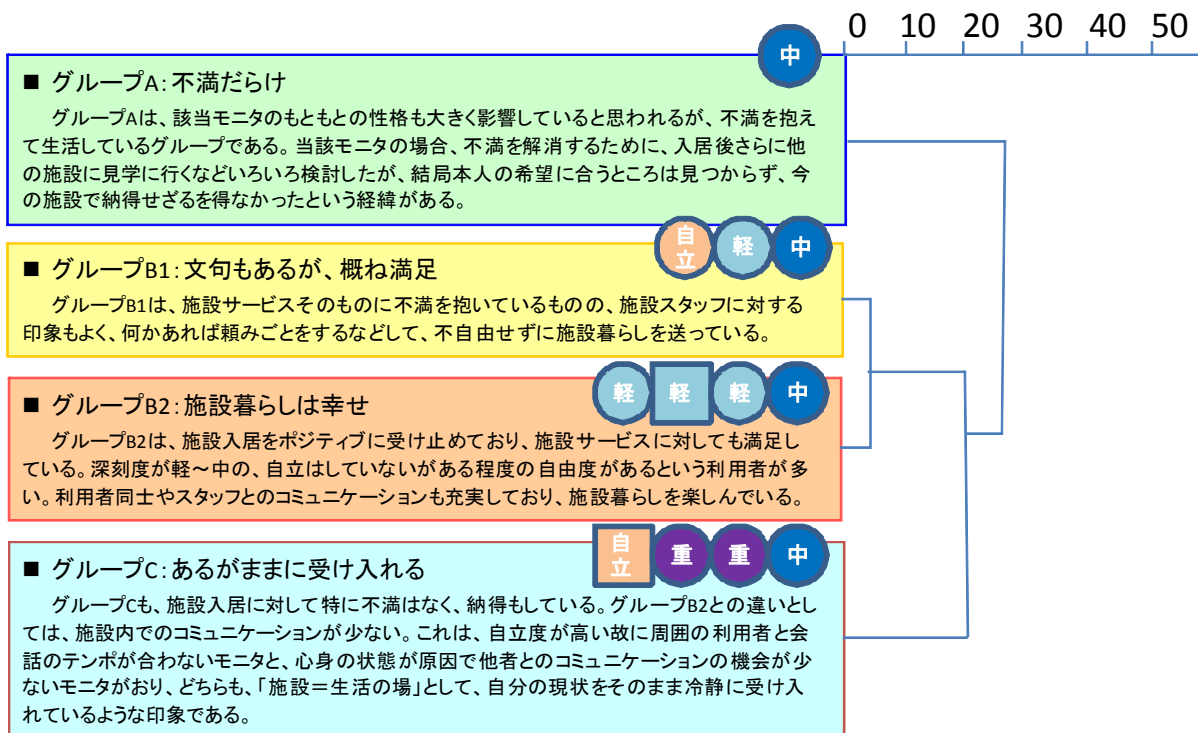 0 10 20 30 40 50
中
■ グループA：不満だらけ
グループAは、該当モニタのもともとの性格も大きく影響していると思われるが、不満を抱え
て生活しているグループである。当該モニタの場合、不満を解消するために、入居後さらに他
の施設に見学に行くなどいろいろ検討したが、結局本人の希望に合うところは見つからず、今
の施設で納得せざるを得なかったという経緯がある。
自立 軽 中
■ グループB1：文句もあるが、概ね満足
グループB1は、施設サービスそのものに不満を抱いているものの、施設スタッフに対する
印象もよく、何かあれば頼みごとをするなどして、不自由せずに施設暮らしを送っている。
軽 軽 軽 中
■ グループB2：施設暮らしは幸せ
グループB2は、施設入居をポジティブに受け止めており、施設サービスに対しても満足し
ている。深刻度が軽～中の、自立はしていないがある程度の自由度があるという利用者が多
い。利用者同士やスタッフとのコミュニケーションも充実しており、施設暮らしを楽しんでいる。
自立 重 重 中
■ グループC：あるがままに受け入れる
グループCも、施設入居に対して特に不満はなく、納得もしている。グループB2との違いとし
ては、施設内でのコミュニケーションが少ない。これは、自立度が高い故に周囲の利用者と会
話のテンポが合わないモニタと、心身の状態が原因で他者とのコミュニケーションの機会が少
ないモニタがおり、どちらも、「施設＝生活の場」として、自分の現状をそのまま冷静に受け入
れているような印象である。